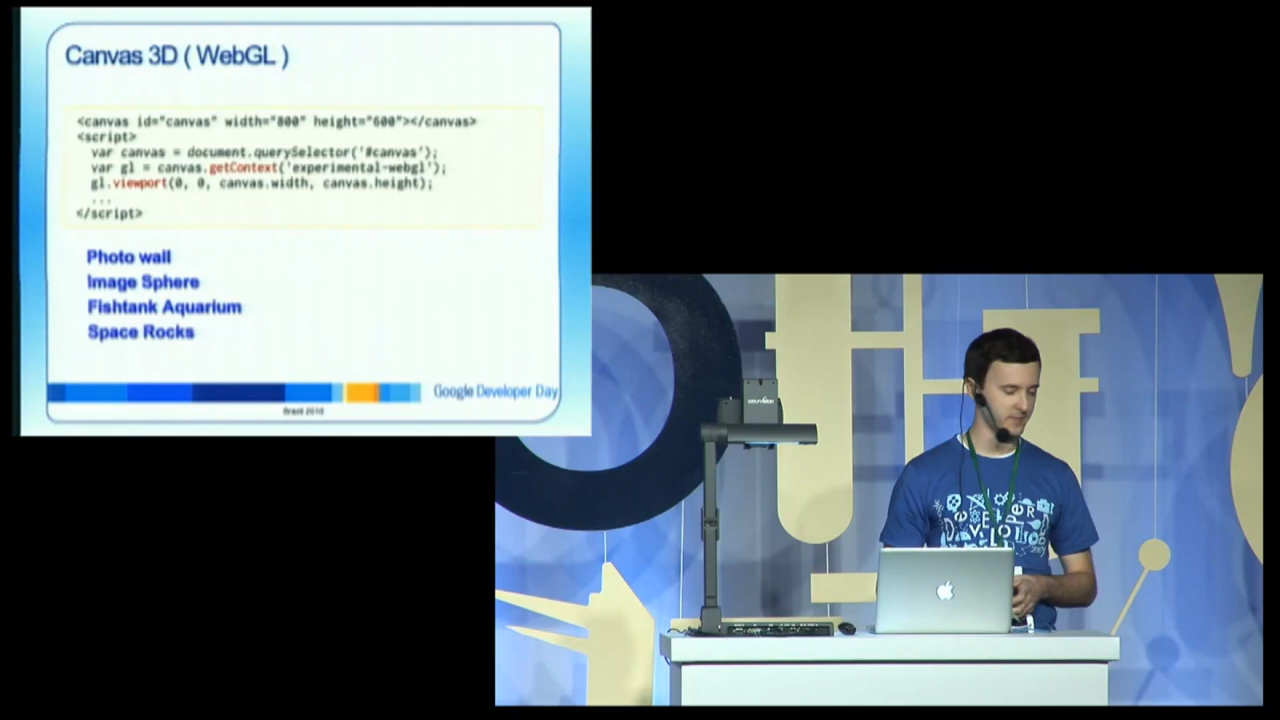 Canvas 3D ( WebGL )
<canvas id="canvas" width="800" height="600"></canvas>
<script>
var canvas = document.querySelector('#canvas');
var gl = canvas.getContext('experimental-webgl');
gl.viewport(0, 0, canvas.width, canvas.height);
...
</script>
Photo wall
Image Sphere
Fishtank Aquarium
Space Rocks
Google Developer Day
Brazil 2010
DEVELOPER